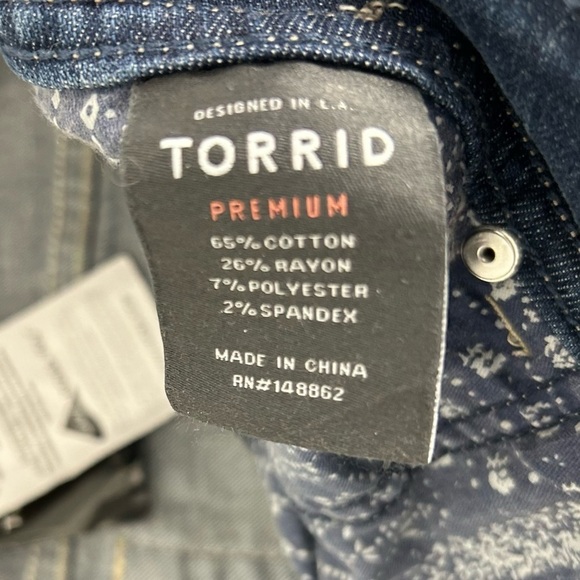 DESIGNED IN L.A.
TORRID
PREMIUM
65% COTTON
26% RAYON
7% POLYESTER
2% SPANDEX
MADE IN CHINA
RN#148862